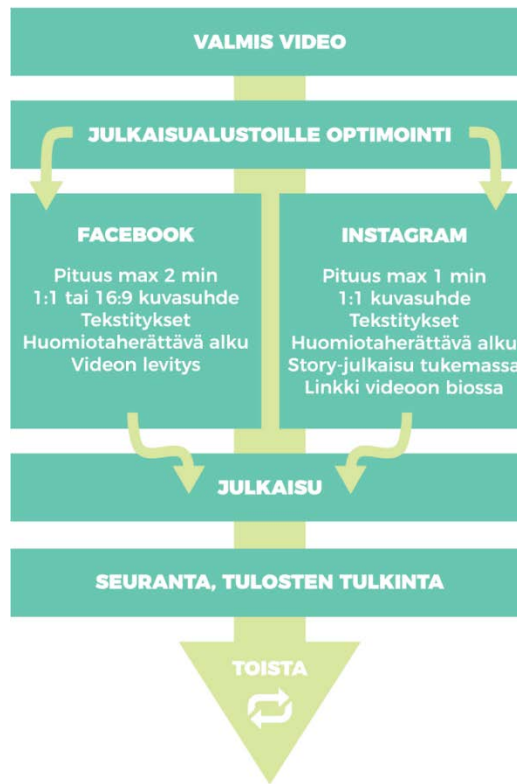 VALMIS VIDEO
JULKAISUALUSTOILLE OPTIMOINTI
FACEBOOK
Pituus max 2 min
1:1 tai 16:9 kuvasuhde
Tekstitykset
Huomiotaherättävä alku
Videon levitys
INSTAGRAM
Pituus max 1 min
1:1 kuvasuhde
Tekstitykset
Huomiotaherättävä alku
Story-julkaisu tukemassa
Linkki videoon biossa
JULKAISU
SEURANTA, TULOSTEN TULKINTA
TOISTA